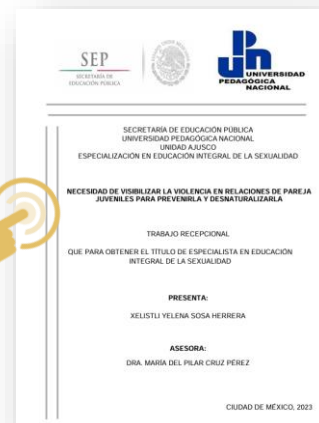 SEP
SECRETARÍA DE
EDUCACIÓN PÚBLICA
UNIVERSIDAD
PEDAGÓGICA
NACIONAL
SECRETARÍA DE EDUCACIÓN PÚBLICA
UNIVERSIDAD PEDAGÓGICA NACIONAL
UNIDAD AJUSCO
ESPECIALIZACIÓN EN EDUCACIÓN INTEGRAL DE LA SEXUALIDAD
NECESIDAD DE VISIBILIZAR LA VIOLENCIA EN RELACIONES DE PAREJA
JUVENILES PARA PREVENIRLA Y DESNATURALIZARLA
TRABAJO RECEPCIONAL
QUE PARA OBTENER EL TÍTULO DE ESPECIALISTA EN EDUCACIÓN
INTEGRAL DE LA SEXUALIDAD
PRESENTA:
XELISTLI YELENA SOSA HERRERA
ASESORA:
DRA. MARÍA DEL PILAR CRUZ PÉREZ
CIUDAD DE MÉXICO, 2023